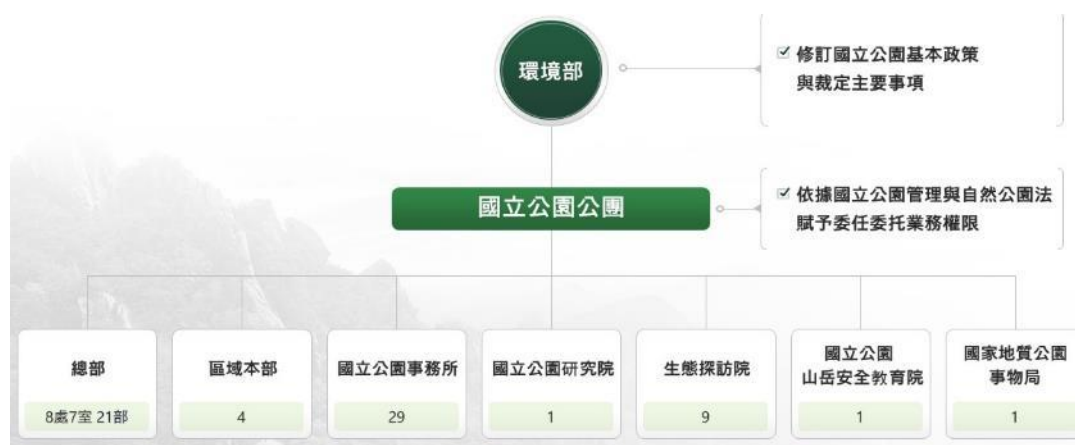 環境部
修訂國立公園基本政策
與裁定主要事項
國立公園公團
依據國立公園管理與自然公園法
賦予委任委托業務權限
總部
8處7室 21部
區域本部
4
國立公園事務所
29
國立公園研究院
1
生態探訪院
9
國立公園
山岳安全教育院
1
國家地質公園
事物局
1